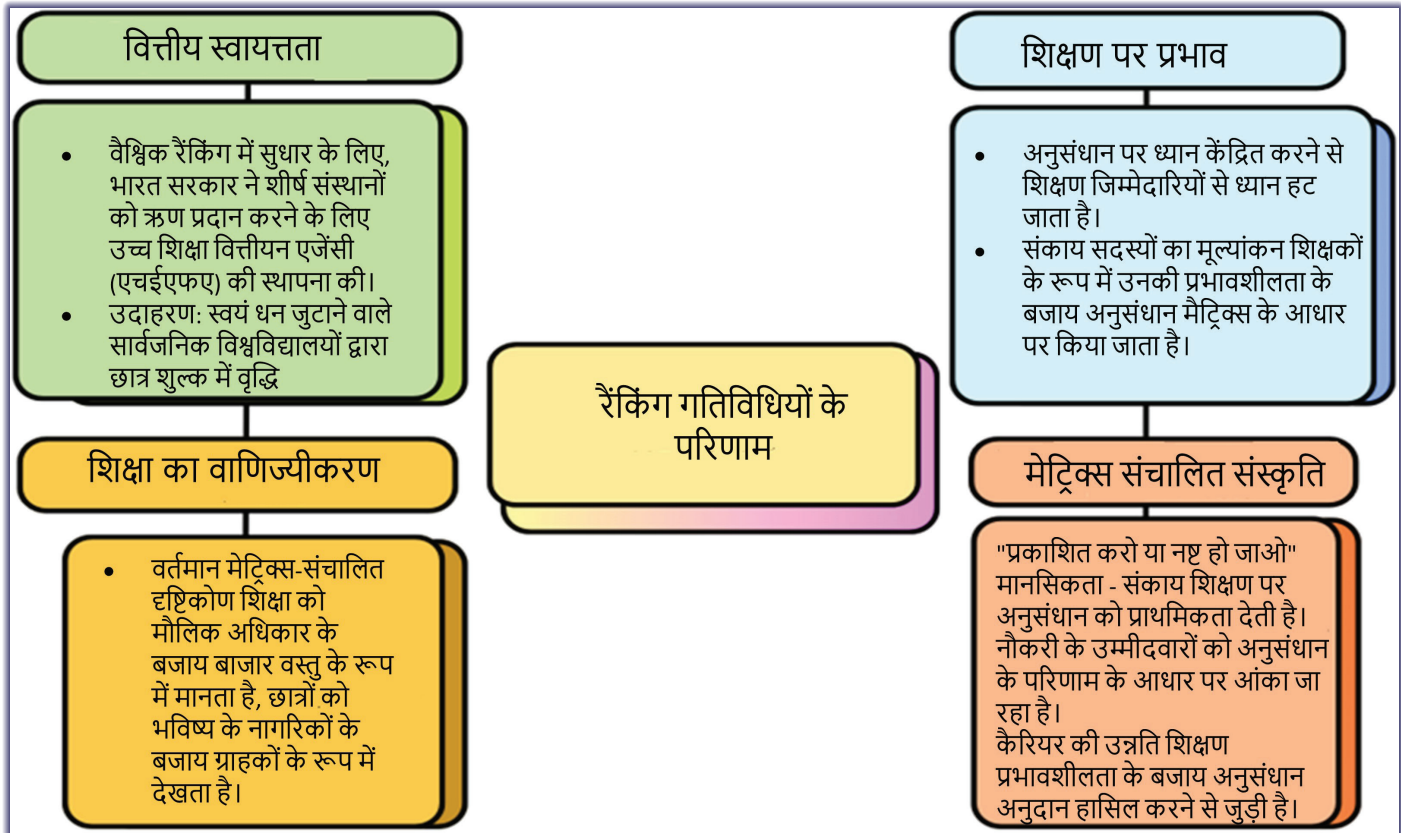 वित्तीय स्वायत्तता
• वैश्विक रैंकिंग में सुधार के लिए,
भारत सरकार ने शीर्ष संस्थानों
को ऋण प्रदान करने के लिए
उच्च शिक्षा वित्तीयन एजेंसी
(एचईएफए) की स्थापना की।
• उदाहरण: स्वयं धन जुटाने वाले
सार्वजनिक विश्वविद्यालयों द्वारा
छात्र शुल्क में वृद्धि
शिक्षा का वाणिज्यीकरण
• वर्तमान मेट्रिक्स-संचालित
दृष्टिकोण शिक्षा को
मौलिक अधिकार के
बजाय बाजार वस्तु के रूप
में मानता है, छात्रों को
भविष्य के नागरिकों के
बजाय ग्राहकों के रूप में
देखता है।
रैंकिंग गतिविधियों के
परिणाम
शिक्षण पर प्रभाव
• अनुसंधान पर ध्यान केंद्रित करने से
शिक्षण जिम्मेदारियों से ध्यान हट
जाता है।
• संकाय सदस्यों का मूल्यांकन शिक्षकों
के रूप में उनकी प्रभावशीलता के
बजाय अनुसंधान मैट्रिक्स के आधार
पर किया जाता है।
मेट्रिक्स संचालित संस्कृति
"प्रकाशित करो या नष्ट हो जाओ"
मानसिकता - संकाय शिक्षण पर
अनुसंधान को प्राथमिकता देती है।
नौकरी के उम्मीदवारों को अनुसंधान
के परिणाम के आधार पर आंका जा
रहा है।
कैरियर की उन्नति शिक्षण
प्रभावशीलता के बजाय अनुसंधान
अनुदान हासिल करने से जुड़ी है।